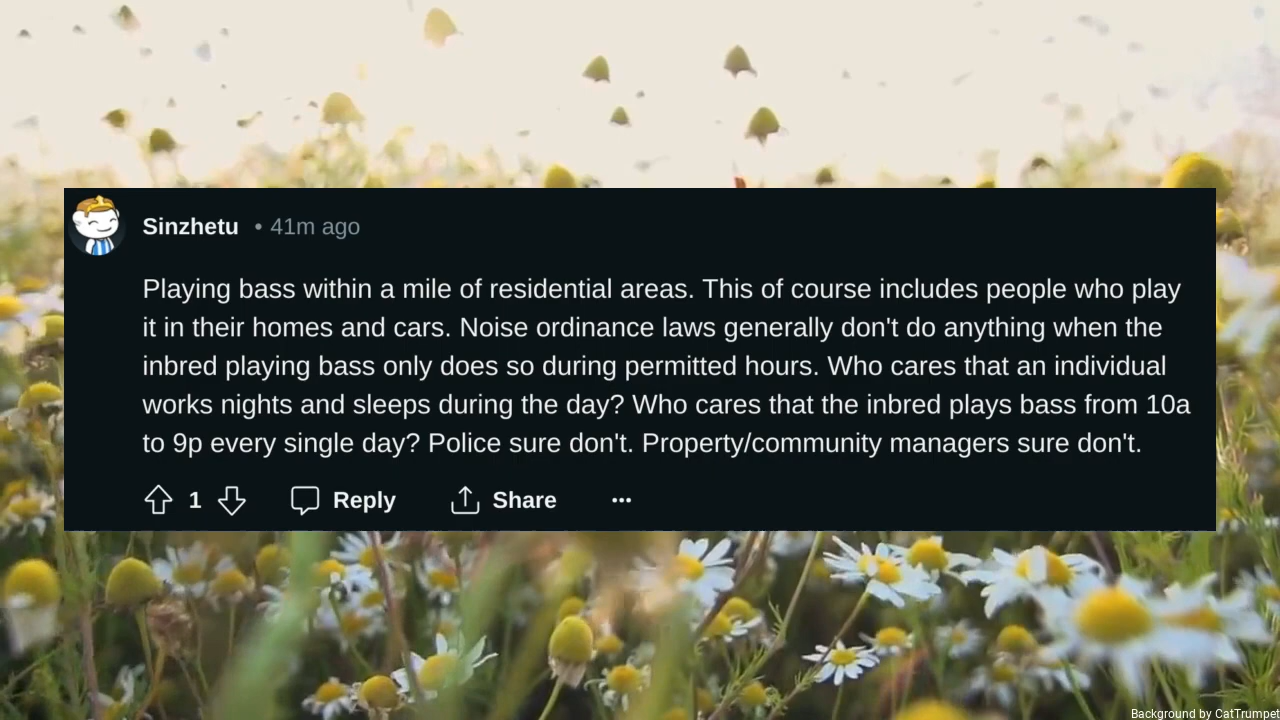 Sinzhetu • 41m ago
Playing bass within a mile of residential areas. This of course includes people who play
it in their homes and cars. Noise ordinance laws generally don't do anything when the
inbred playing bass only does so during permitted hours. Who cares that an individual
works nights and sleeps during the day? Who cares that the inbred plays bass from 10a
to 9p every single day? Police sure don't. Property/community managers sure don't.
1 Reply Share ...
Background by CatTrumpet